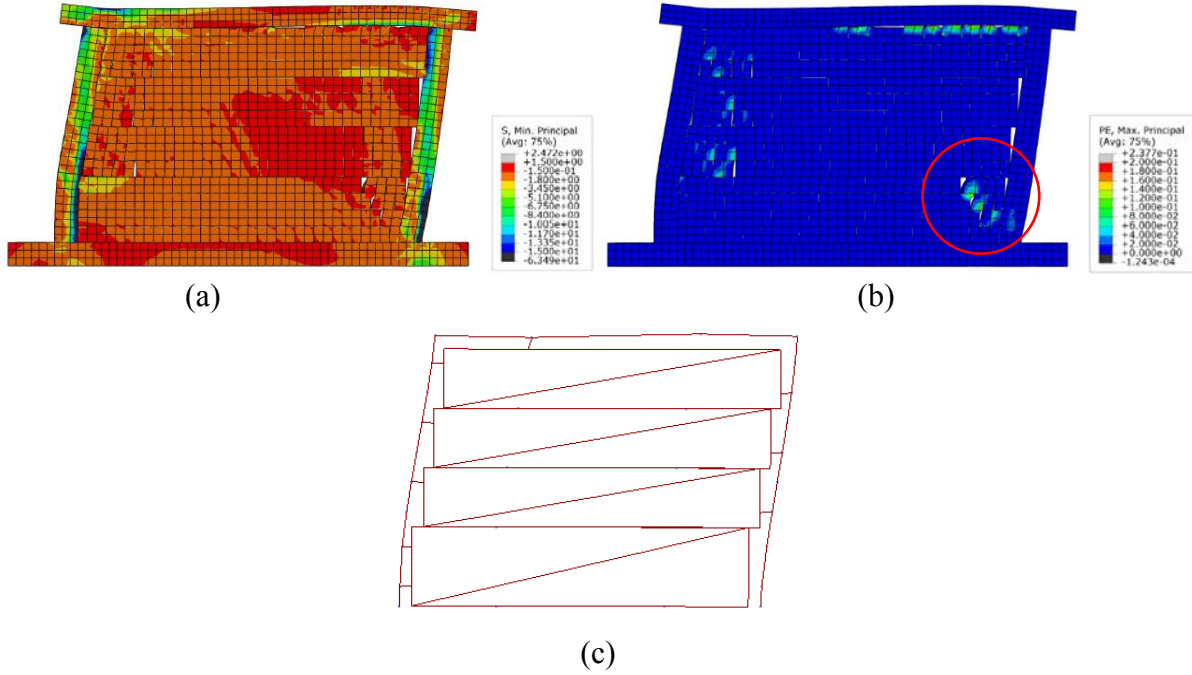 S, Min. Principal
(Avg: 75%)
+2.472e+00
+1.500e+00
-1.500e-01
-1.800e+00
-3.450e+00
-5.100e+00
-6.750e+00
-8.400e+00
-1.005e+01
-1.170e+01
-1.335e+01
-1.500e+01
-6.349e+01
PE, Max. Principal
(Avg: 75%)
+2.377e-01
+2.000e-01
+1.800e-01
+1.600e-01
+1.400e-01
+1.200e-01
+1.000e-01
+8.000e-02
+6.000e-02
+4.000e-02
+2.000e-02
+0.000e+00
-1.243e-04
(a)
(b)
(c)